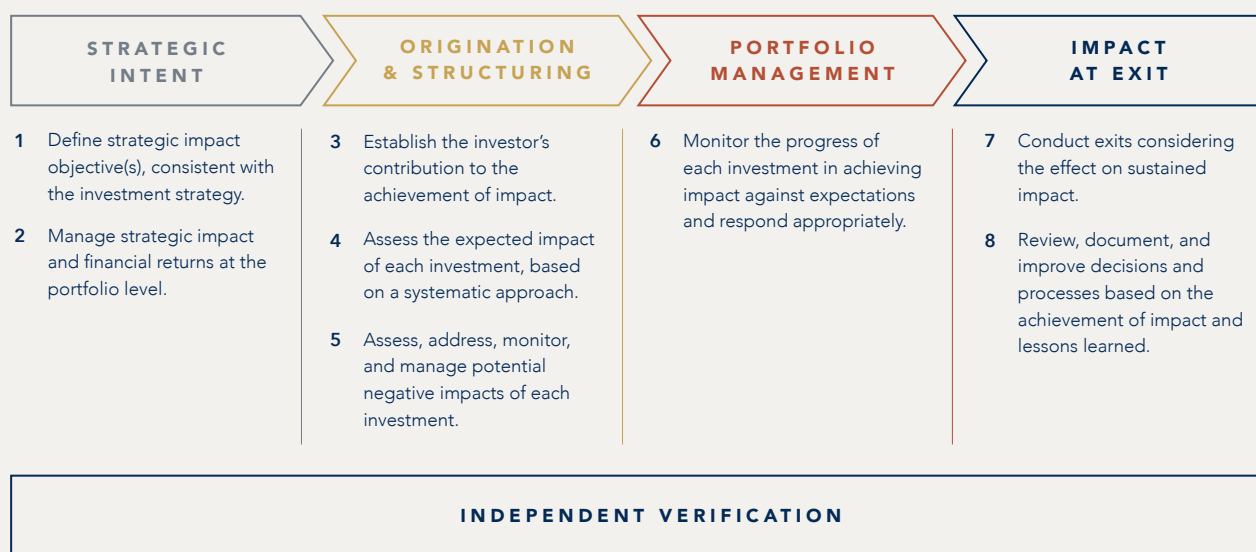 STRATEGIC
INTENT
ORIGINATION
& STRUCTURING
PORTFOLIO
MANAGEMENT
IMPACT
AT EXIT
1 Define strategic impact
objective(s), consistent with
the investment strategy.
2 Manage strategic impact
and financial returns at the
portfolio level.
3 Establish the investor’s
contribution to the
achievement of impact.
4 Assess the expected impact
of each investment, based
on a systematic approach.
5 Assess, address, monitor,
and manage potential
negative impacts of each
investment.
6 Monitor the progress of
each investment in achieving
impact against expectations
and respond appropriately.
7 Conduct exits considering
the effect on sustained
impact.
8 Review, document, and
improve decisions and
processes based on the
achievement of impact and
lessons learned.
INDEPENDENT VERIFICATION